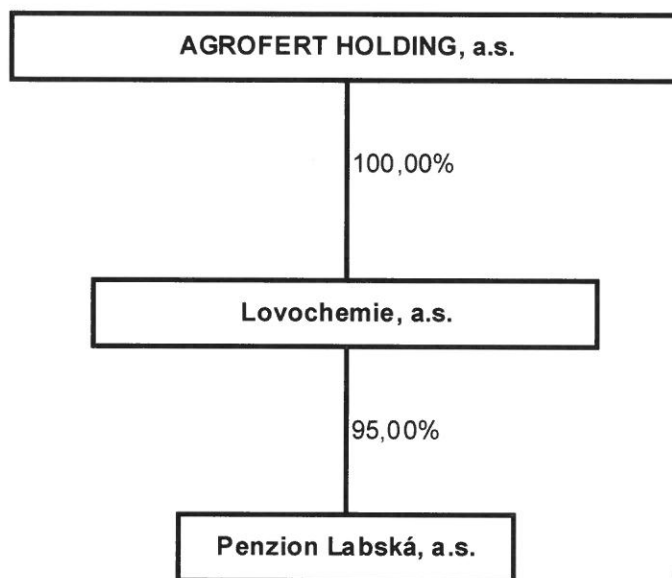 AGROFERT HOLDING, a.s.
100,00%
Lovochemie, a.s.
95,00%
Penzion Labská, a.s.